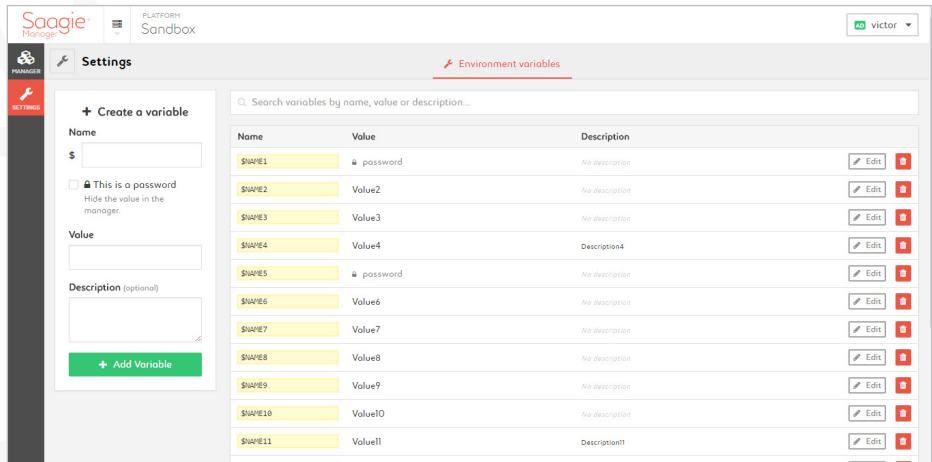 Saagie
Manager
PLATFORM
Sandbox
AD victor
MANAGER
SETTINGS
Settings
Environment variables
+ Create a variable
Name
$
This is a password
Hide the value in the
manager.
Value
Description (optional)
+ Add Variable
Search variables by name, value or description...
Name Value Description
$NAME1 password No description Edit
$NAME2 Value2 No description Edit
$NAME3 Value3 No description Edit
$NAME4 Value4 Description4 Edit
$NAME5 password No description Edit
$NAME6 Value6 No description Edit
$NAME7 Value7 No description Edit
$NAME8 Value8 No description Edit
$NAME9 Value9 No description Edit
$NAME10 Value10 No description Edit
$NAME11 Value11 Description11 Edit